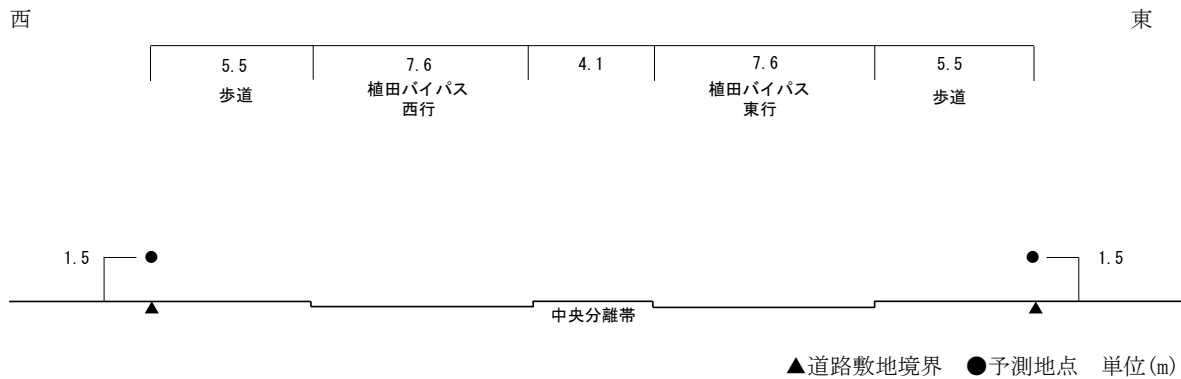 西
東
5.5
7.6
4.1
7.6
5.5
歩道
植田バイパス
西行
植田バイパス
東行
歩道
1.5
1.5
中央分離帯
▲道路敷地境界 ●予測地点 単位(m)